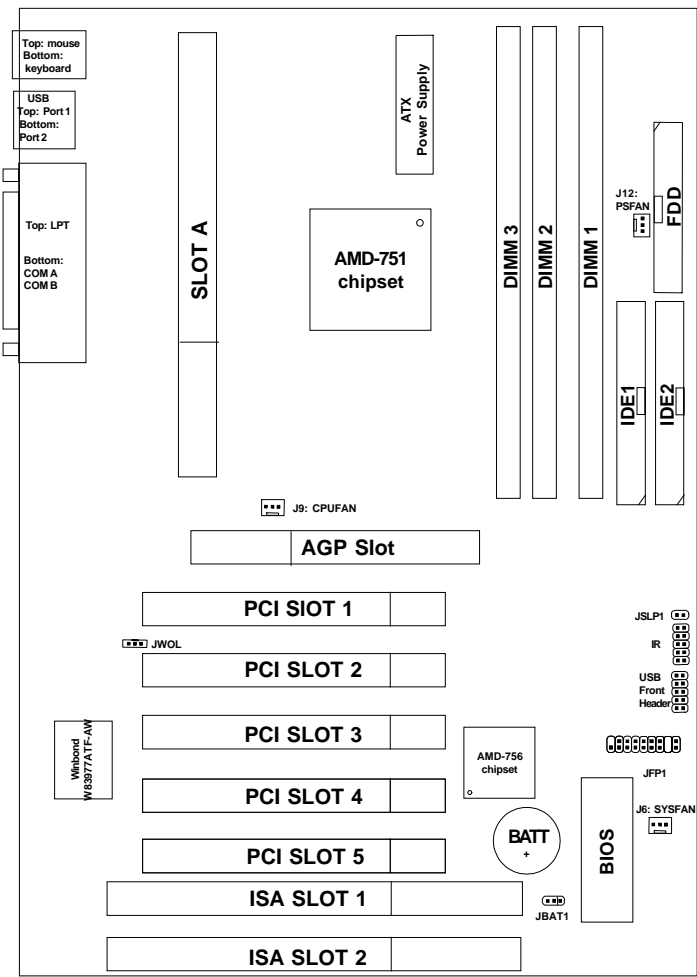 Top: mouse
Bottom:
keyboard
USB
Top: Port 1
Bottom:
Port 2
Top: LPT
Bottom:
COM A
COM B
SLOT A
ATX
Power Supply
AMD-751
chipset
DIMM 3
DIMM 2
DIMM 1
J12:
PSFAN
FDD
IDE1
IDE2
J9: CPUFAN
AGP Slot
PCI SlOT 1
JWOL
PCI SLOT 2
PCI SLOT 3
PCI SLOT 4
PCI SLOT 5
ISA SLOT 1
ISA SLOT 2
Winbond
W83977ATF-AW
AMD-756
chipset
BATT
+
JBAT1
BIOS
JSLP1
IR
USB
Front
Header
JFP1
J6: SYSFAN